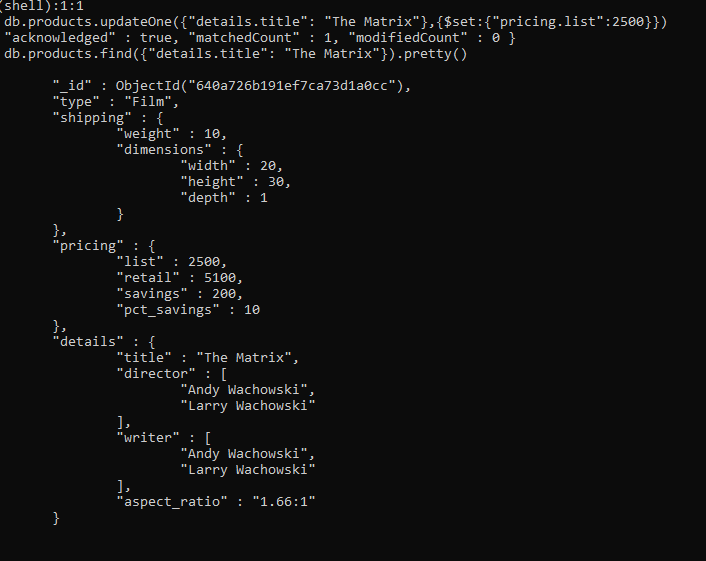 (shell):1:1
db.products.updateOne({"details.title": "The Matrix"},{$set:{"pricing.list":2500}})
"acknowledged" : true, "matchedCount" : 1, "modifiedCount" : 0 }
db.products.find({"details.title": "The Matrix"}).pretty()
"_id" : ObjectId("640a726b191ef7ca73d1a0cc"),
"type" : "Film",
"shipping" : {
"weight" : 10,
"dimensions" : {
"width" : 20,
"height" : 30,
"depth" : 1
}
},
"pricing" : {
"list" : 2500,
"retail" : 5100,
"savings" : 200,
"pct_savings" : 10
},
"details" : {
"title" : "The Matrix",
"director" : [
"Andy Wachowski",
"Larry Wachowski"
],
"writer" : [
"Andy Wachowski",
"Larry Wachowski"
],
"aspect_ratio" : "1.66:1"
}